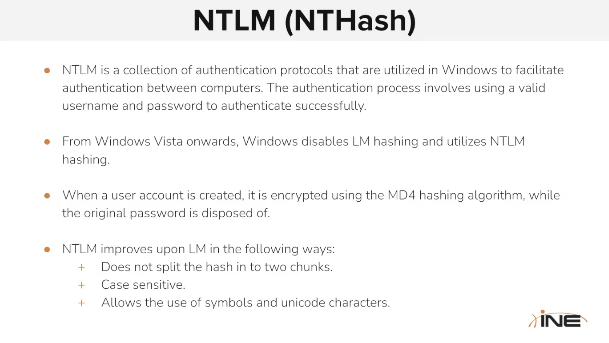 NTLM (NTHash)
● NTLM is a collection of authentication protocols that are utilized in Windows to facilitate
authentication between computers. The authentication process involves using a valid
username and password to authenticate successfully.
● From Windows Vista onwards, Windows disables LM hashing and utilizes NTLM
hashing.
● When a user account is created, it is encrypted using the MD4 hashing algorithm, while
the original password is disposed of.
● NTLM improves upon LM in the following ways:
+ Does not split the hash in to two chunks.
+ Case sensitive.
+ Allows the use of symbols and unicode characters.
INE